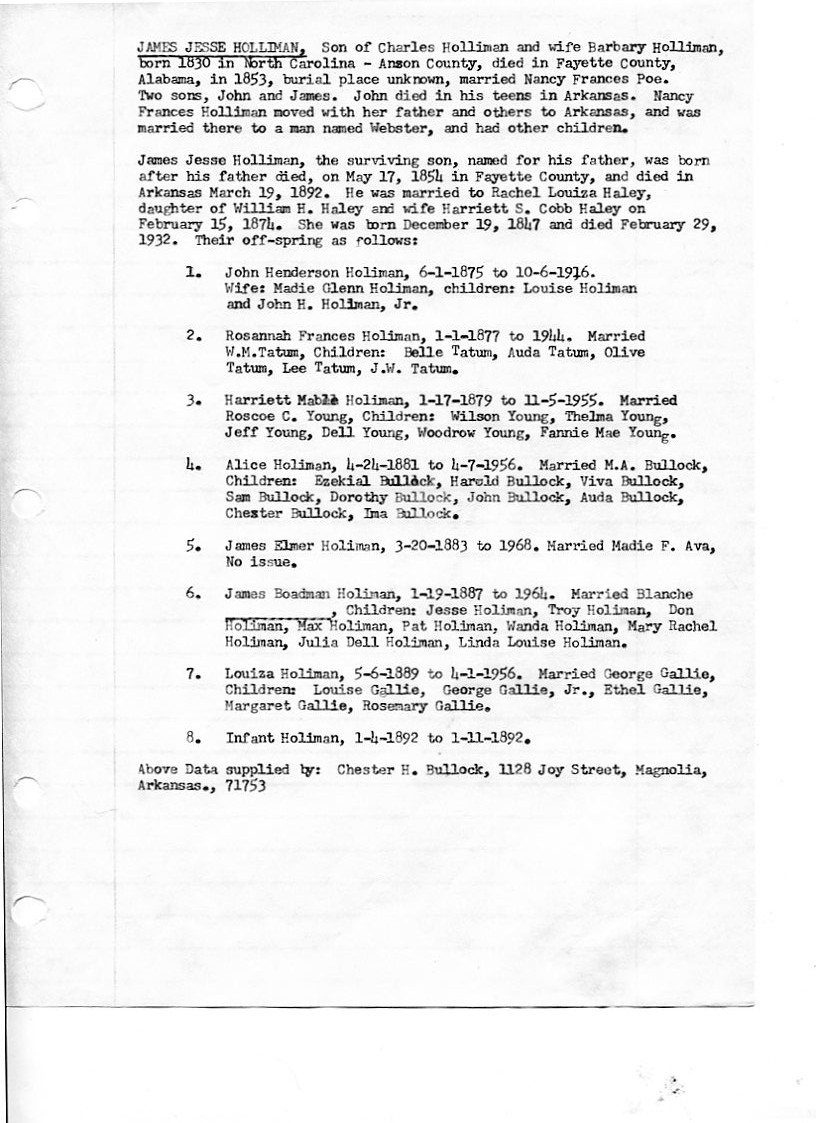 JAMES JESSE HOLLIMAN, Son of Charles Holliman and wife Barbary Holliman,
born 1830 in North Carolina - Anson County, died in Fayette County,
Alabama, in 1853, burial place unknown, married Nancy Frances Poe.
Two sons, John and James. John died in his teens in Arkansas. Nancy
Frances Holliman moved with her father and others to Arkansas, and was
married there to a man named Webster, and had other children.
James Jesse Holliman, the surviving son, named for his father, was born
after his father died, on May 17, 1854 in Fayette County, and died in
Arkansas March 19, 1892. He was married to Rachel Louiza Haley,
daughter of William H. Haley and wife Harriett S. Cobb Haley on
February 15, 1874. She was born December 19, 1847 and died February 29,
1932. Their off-spring as follows:
1. John Henderson Holiman, 6-1-1875 to 10-6-1916.
Wife: Madie Glenn Holiman, children: Louise Holiman
and John H. Holiman, Jr.
2. Rosannah Frances Holiman, 1-1-1877 to 1944. Married
W.M.Tatum, Children: Belle Tatum, Auda Tatum, Olive
Tatum, Lee Tatum, J.W. Tatum.
3. Harriett Holiman, 1-17-1879 to 11-5-1955. Married
Roscoe C. Young, Children: Wilson Young, Thelma Young,
Jeff Young, Dell Young, Woodrow Young, Fannie Mae Young.
4. Alice Holiman, 4-24-1881 to 4-7-1956. Married M.A. Bullock,
Children: Ezekial Bullock, Harold Bullock, Viva Bullock,
Sam Bullock, Dorothy Bullock, John Bullock, Auda Bullock,
Chester Bullock, Ima Bullock.
5. James Elmer Holiman, 3-20-1883 to 1968. Married Madie F. Ava,
No issue.
6. James Boadman Holiman, 1-19-1887 to 1964. Married Blanche
__________, Children: Jesse Holiman, Troy Holiman, Don
Holiman, Max Holiman, Pat Holiman, Wanda Holiman, Mary Rachel
Holiman, Julia Dell Holiman, Linda Louise Holiman.
7. Louiza Holiman, 5-6-1889 to 4-1-1956. Married George Gallie,
Children: Louise Gallie, George Gallie, Jr., Ethel Gallie,
Margaret Gallie, Rosemary Gallie.
8. Infant Holiman, 1-4-1892 to 1-11-1892.
Above Data supplied by: Chester H. Bullock, 1128 Joy Street, Magnolia,
Arkansas., 71753